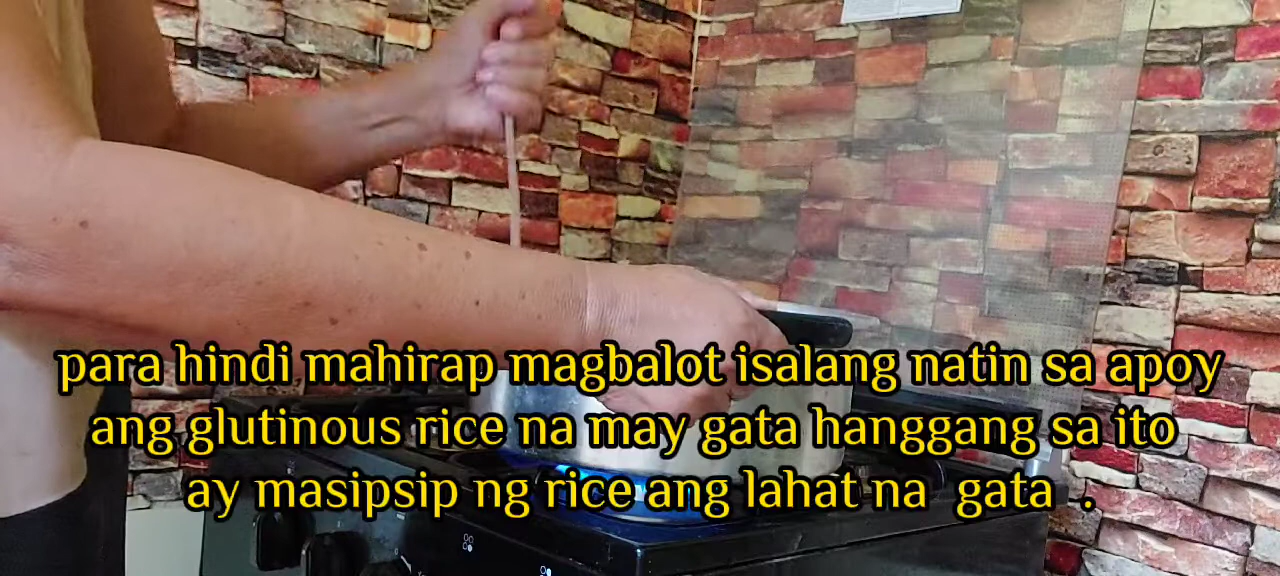 para hindi mahirap magbalot isalang natin sa apoy
ang glutinous rice na may gata hanggang sa ito
ay masipsip ng rice ang lahat na gata .